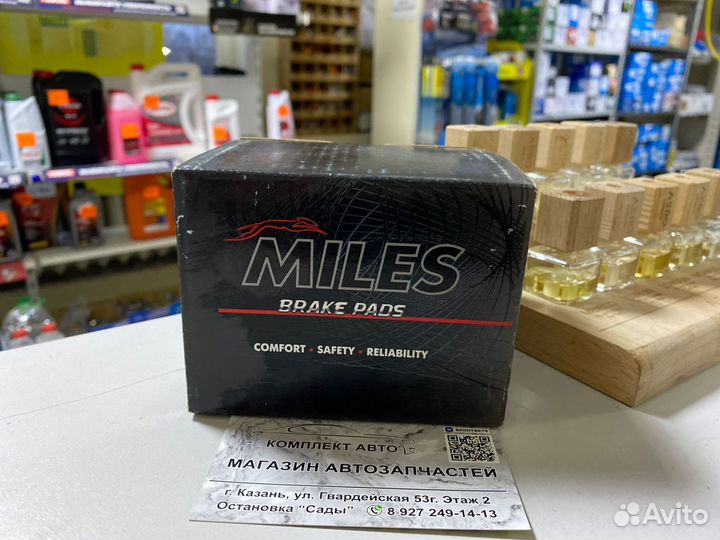 MILES
BRAKE PADS
COMFORT • SAFETY • RELIABILITY
КОМПЛЕКТ АВТО
ВКОНТАКТЕ
МАГАЗИН АВТОЗАПЧАСТЕЙ
г. Казань, ул. Гвардейская 53г. Этаж 2
Остановка "Сады" 8 927 249-14-13
Avito